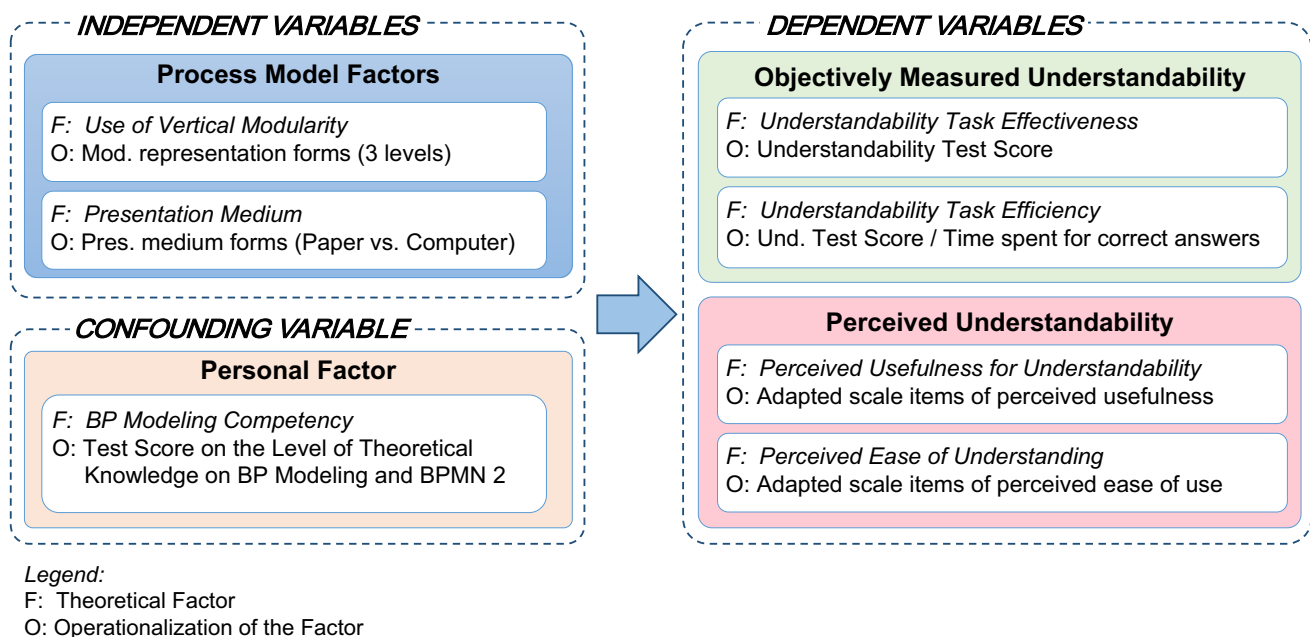 INDEPENDENT VARIABLES
Process Model Factors
F: Use of Vertical Modularity
O: Mod. representation forms (3 levels)
F: Presentation Medium
O: Pres. medium forms (Paper vs. Computer)
CONFOUNDING VARIABLE
Personal Factor
F: BP Modeling Competency
O: Test Score on the Level of Theoretical
Knowledge on BP Modeling and BPMN 2
DEPENDENT VARIABLES
Objectively Measured Understandability
F: Understandability Task Effectiveness
O: Understandability Test Score
F: Understandability Task Efficiency
O: Und. Test Score / Time spent for correct answers
Perceived Understandability
F: Perceived Usefulness for Understandability
O: Adapted scale items of perceived usefulness
F: Perceived Ease of Understanding
O: Adapted scale items of perceived ease of use
Legend:
F: Theoretical Factor
O: Operationalization of the Factor